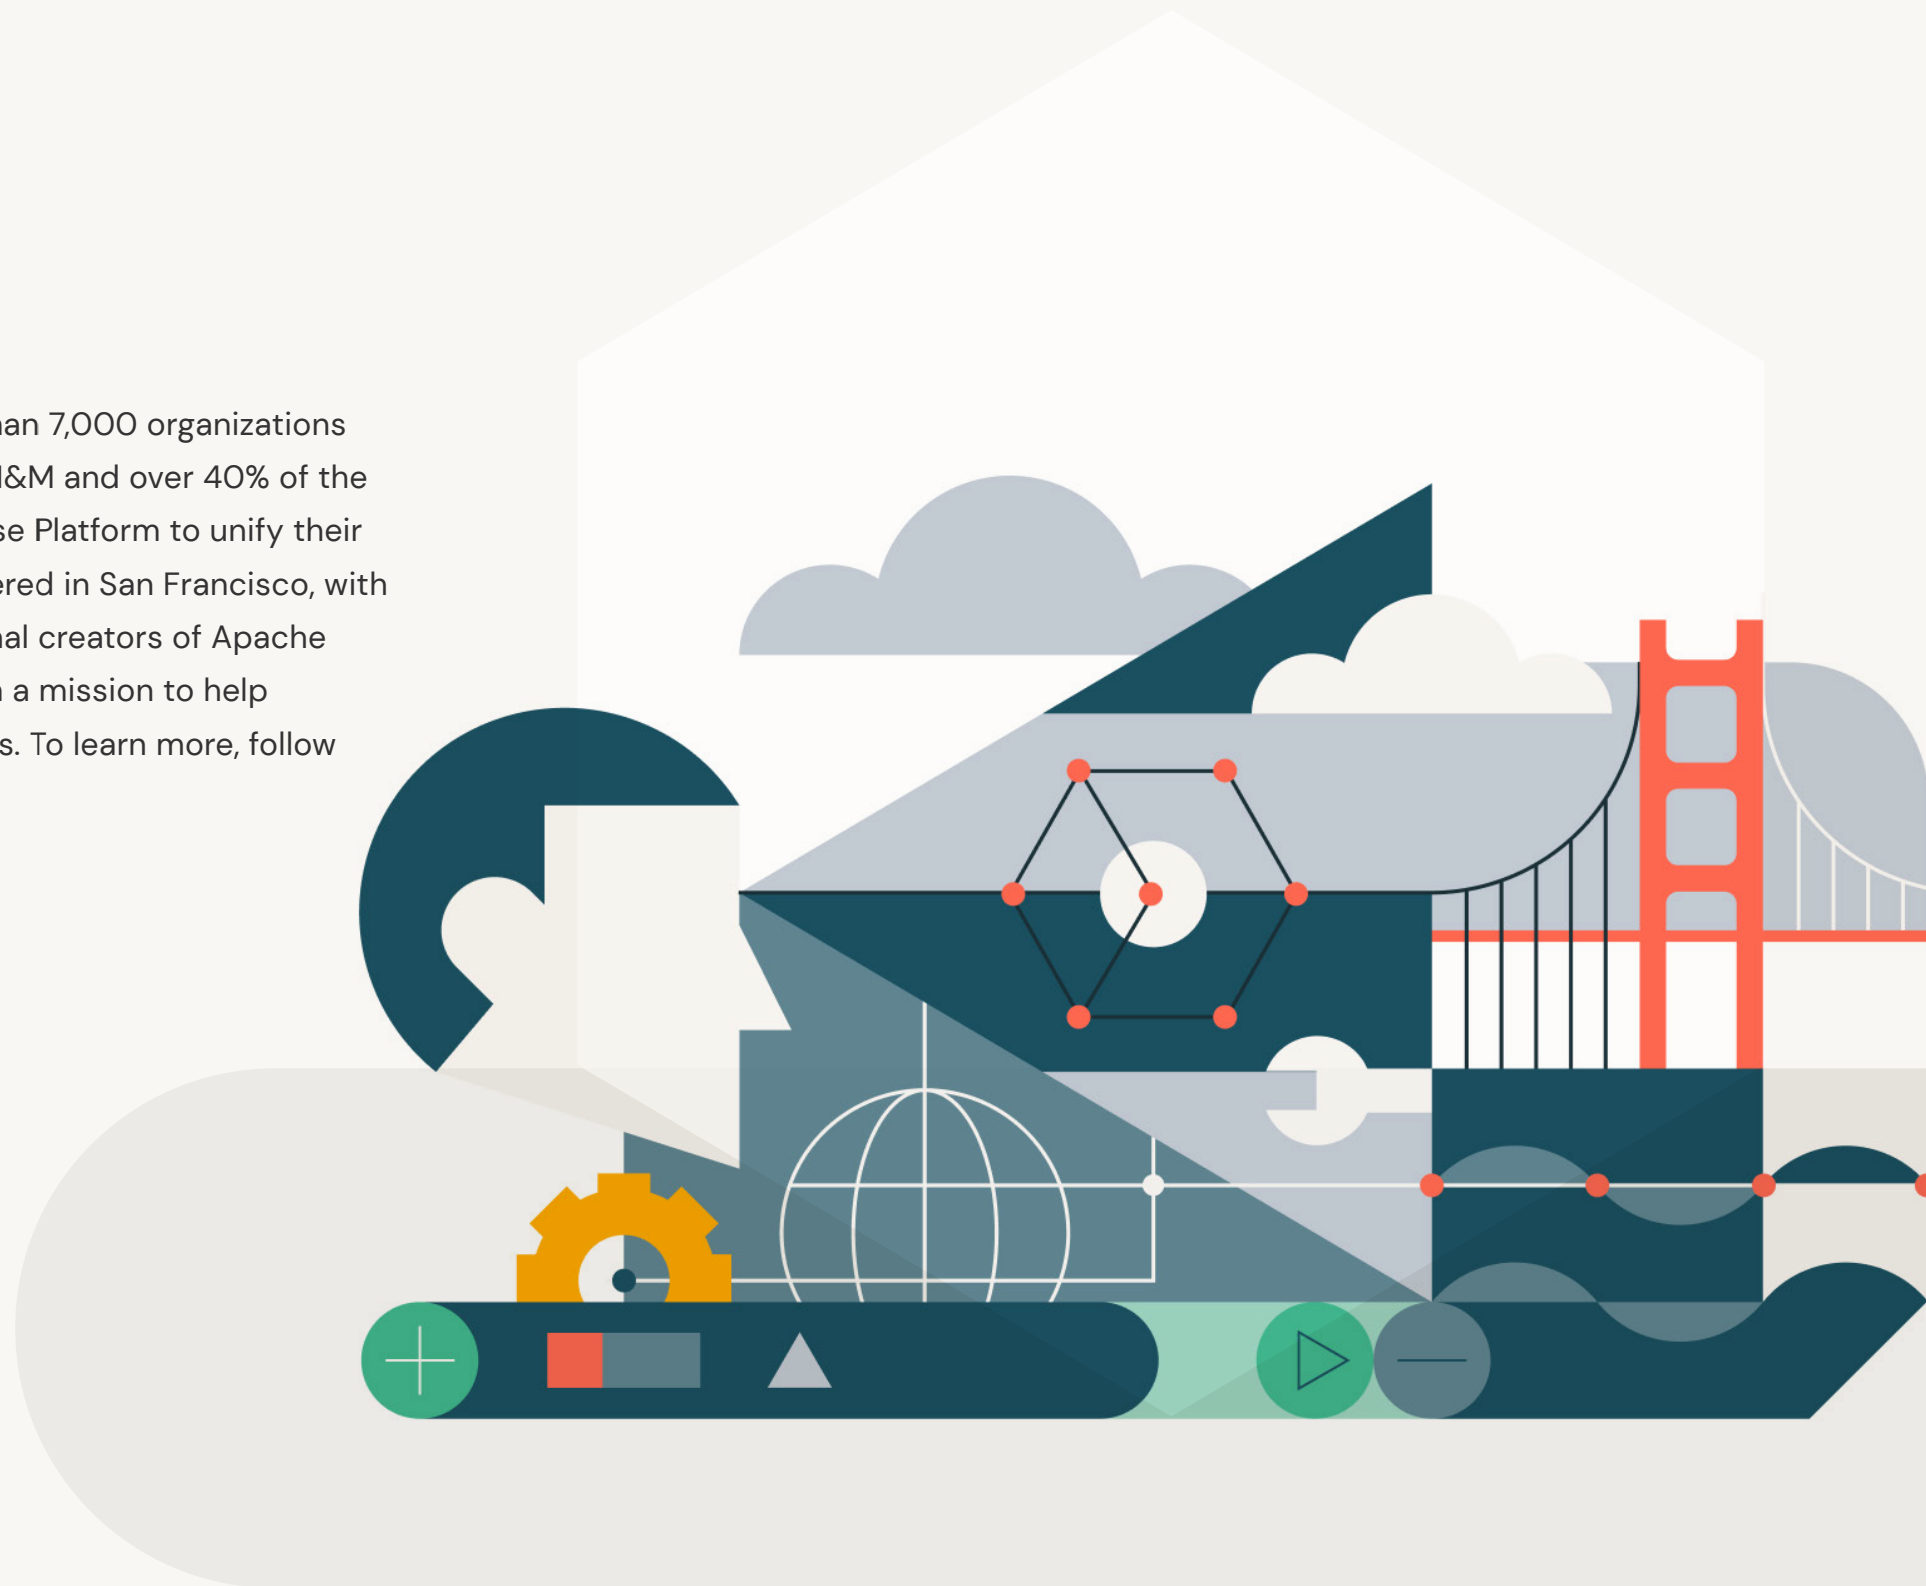 an 7,000 organizations
&M and over 40% of the
se Platform to unify their
ered in San Francisco, with
nal creators of Apache
a mission to help
s. To learn more, follow